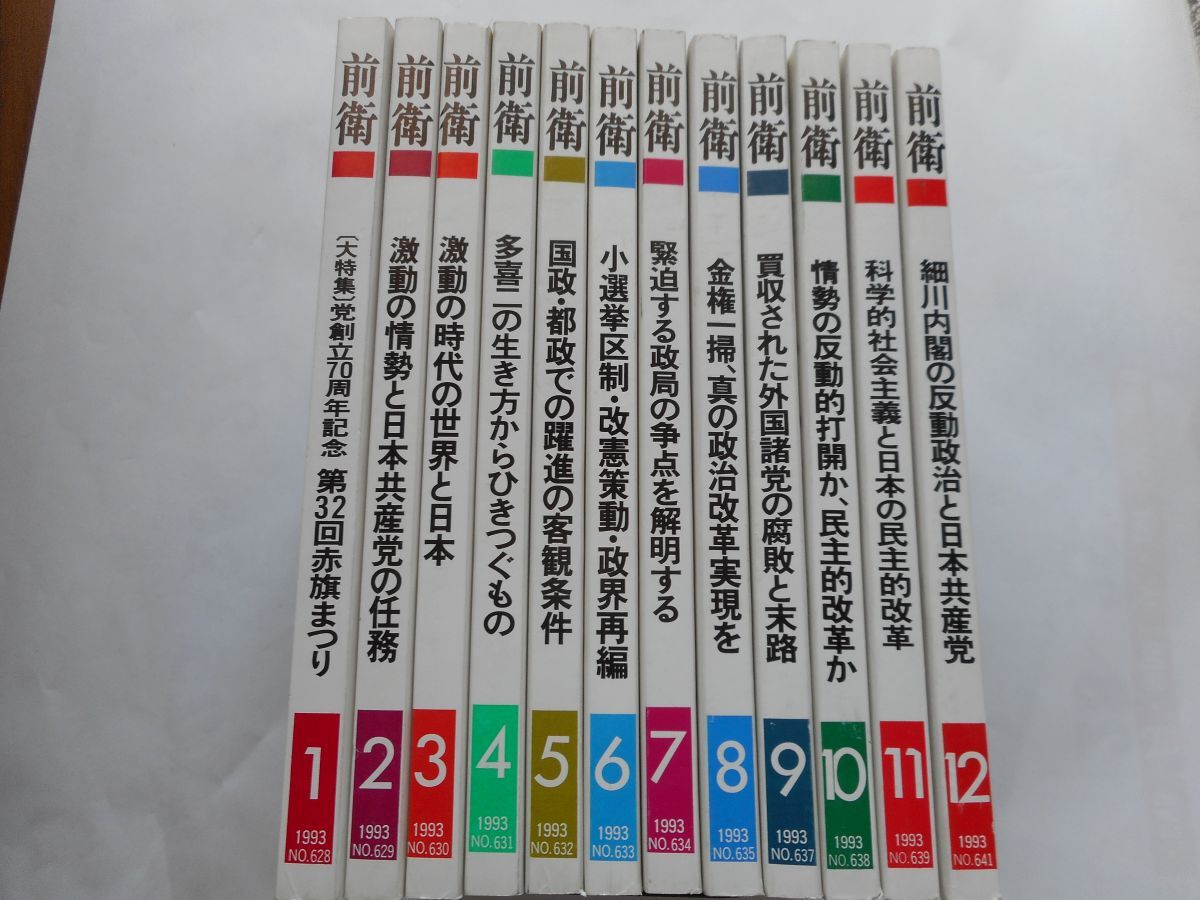 前衛
〔大特集〕党創立70周年記念 第32回赤旗まつり
1
1993
NO.628
前衛
激動の情勢と日本共産党の任務
2
1993
NO.629
前衛
激動の時代の世界と日本
3
1993
NO.630
前衛
多喜二の生き方からひきつぐもの
4
1993
NO.631
前衛
国政・都政での躍進の客観条件
5
1993
NO.632
前衛
小選挙区制・改憲策動・政界再編
6
1993
NO.633
前衛
緊迫する政局の争点を解明する
7
1993
NO.634
前衛
金権一掃、真の政治改革実現を
8
1993
NO.635
前衛
買収された外国諸党の腐敗と末路
9
1993
NO.637
前衛
情勢の反動的打開か、民主的改革か
10
1993
NO.638
前衛
科学的社会主義と日本の民主的改革
11
1993
NO.639
前衛
細川内閣の反動政治と日本共産党
12
1993
NO.641